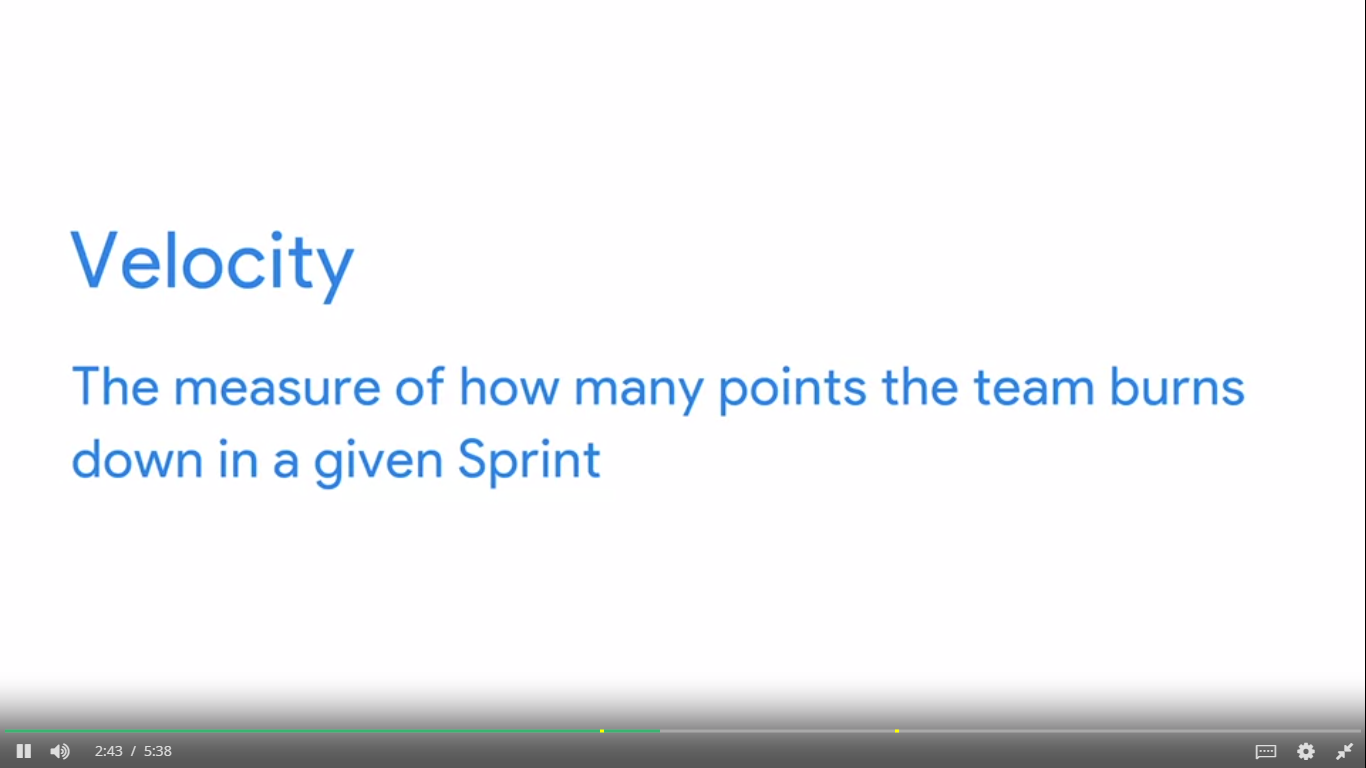 Velocity
The measure of how many points the team burns
down in a given Sprint
2:43 / 5:38